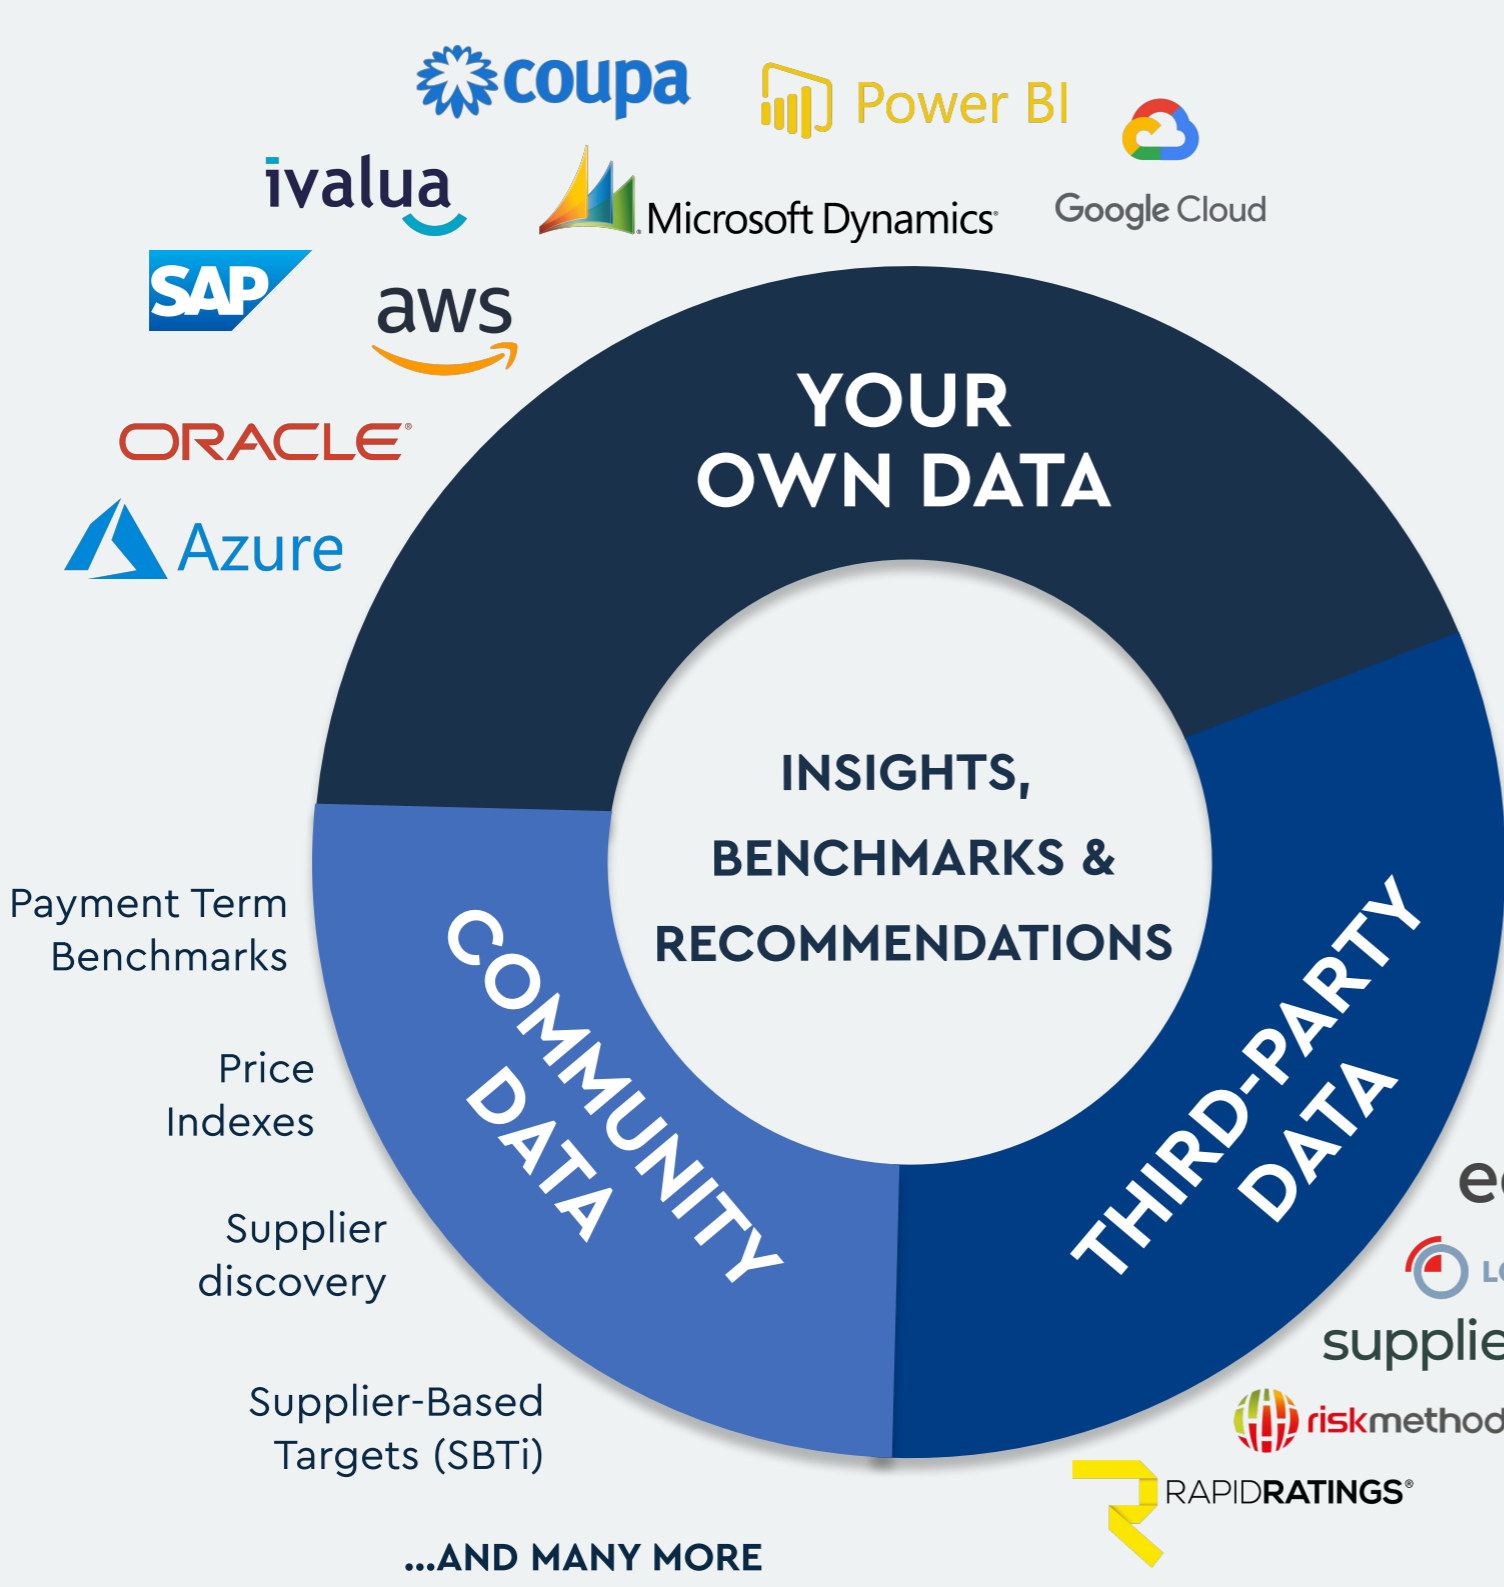 coupa
Power BI
Google Cloud
ivalua
Microsoft Dynamics
SAP
aws
ORACLE®
Azure
YOUR
OWN DATA
INSIGHTS,
BENCHMARKS &
RECOMMENDATIONS
COMMUNITY
DATA
THIRD-PARTY
DATA
Payment Term
Benchmarks
Price
Indexes
Supplier
discovery
Supplier-Based
Targets (SBTi)
...AND MANY MORE
riskmethod
RAPIDRATINGS®